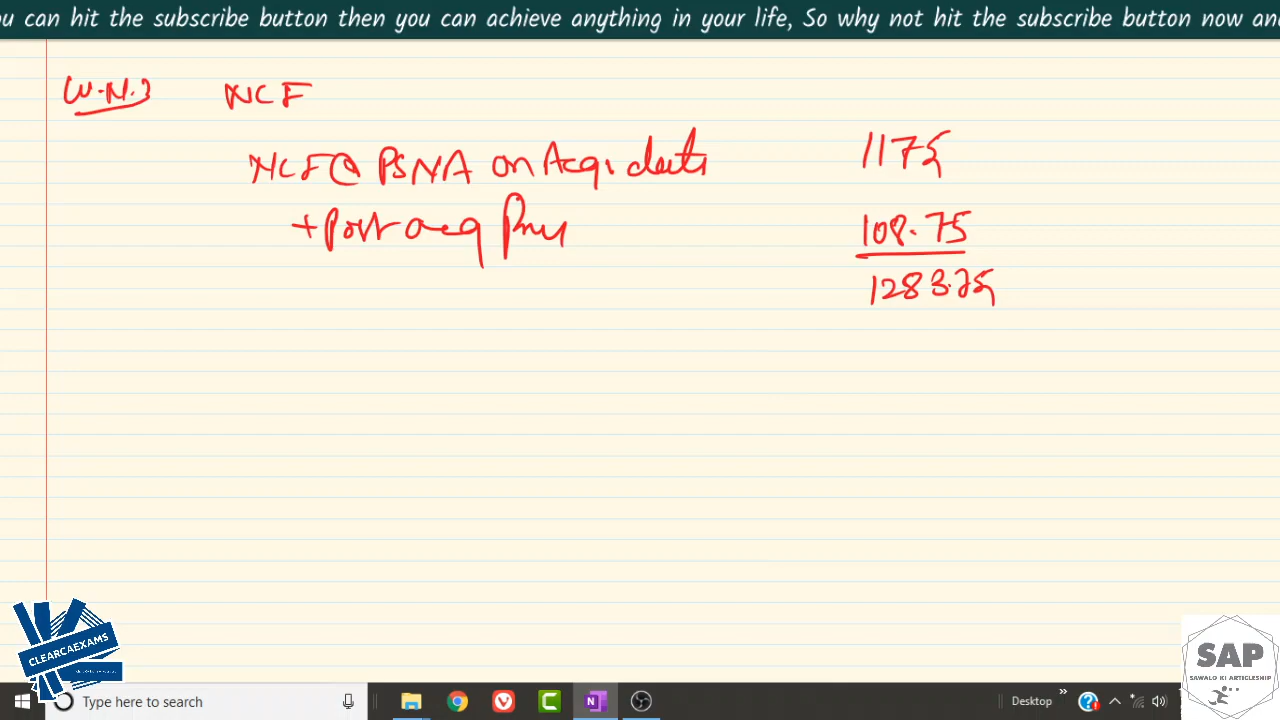 ou can hit the subscribe button then you can achieve anything in your life, So why not hit the subscribe button now and
W.N.3 NCF
NCF@ PSNA on Acq. date 1175
+ Post acq 108.75
1283.75
CLEARCAEXAMS
SAP
SAWALO KI ARTICLESHIP
Type here to search
Desktop